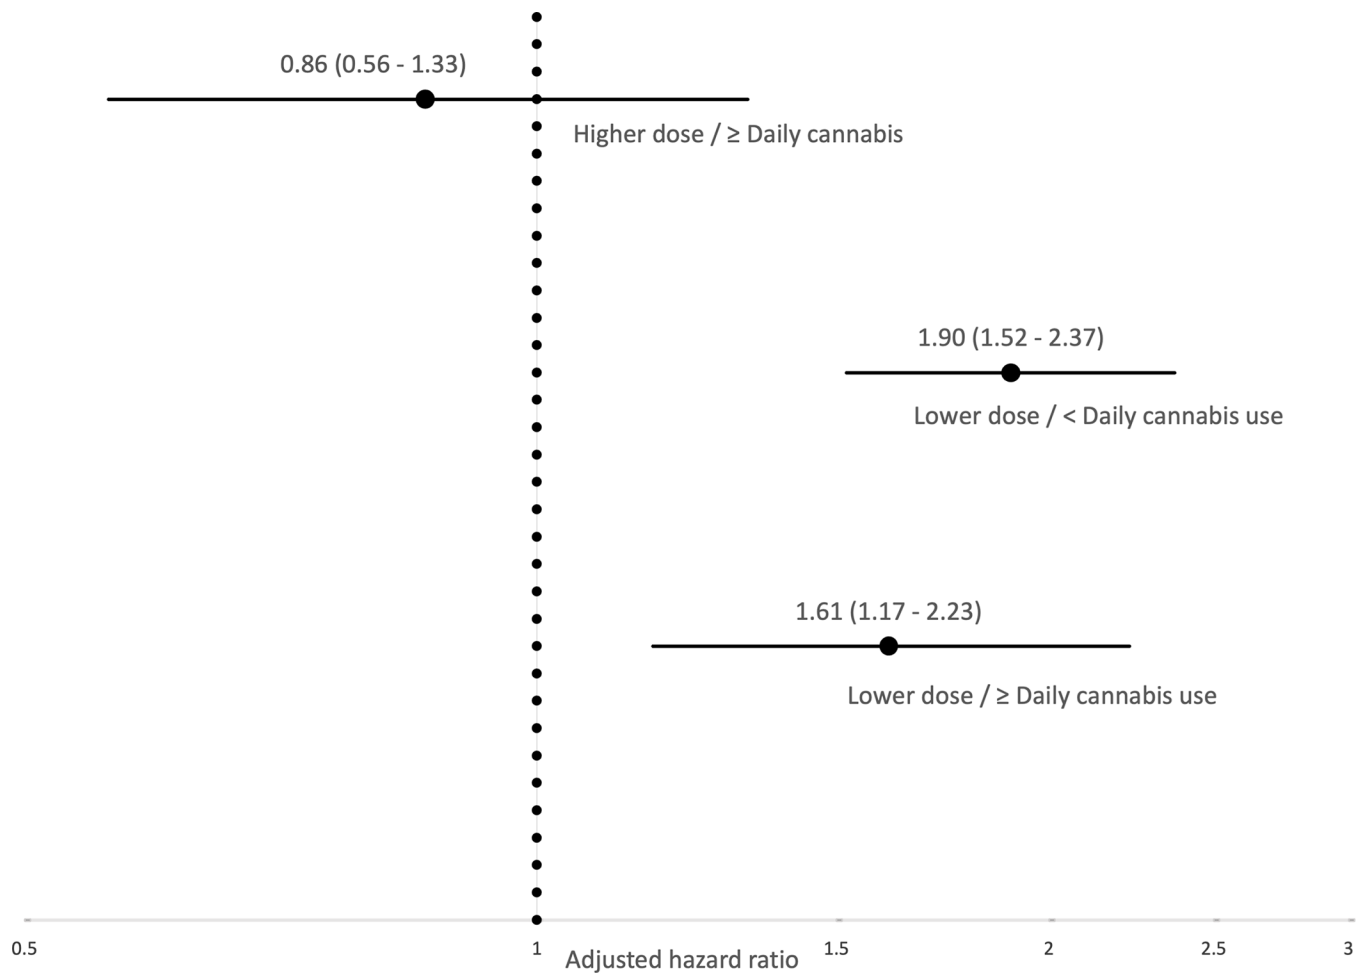 0.86 (0.56 - 1.33)
Higher dose / ≥ Daily cannabis
1.90 (1.52 - 2.37)
Lower dose / < Daily cannabis use
1.61 (1.17 - 2.23)
Lower dose / ≥ Daily cannabis use
0.5 1 1.5 2 2.5 3
Adjusted hazard ratio